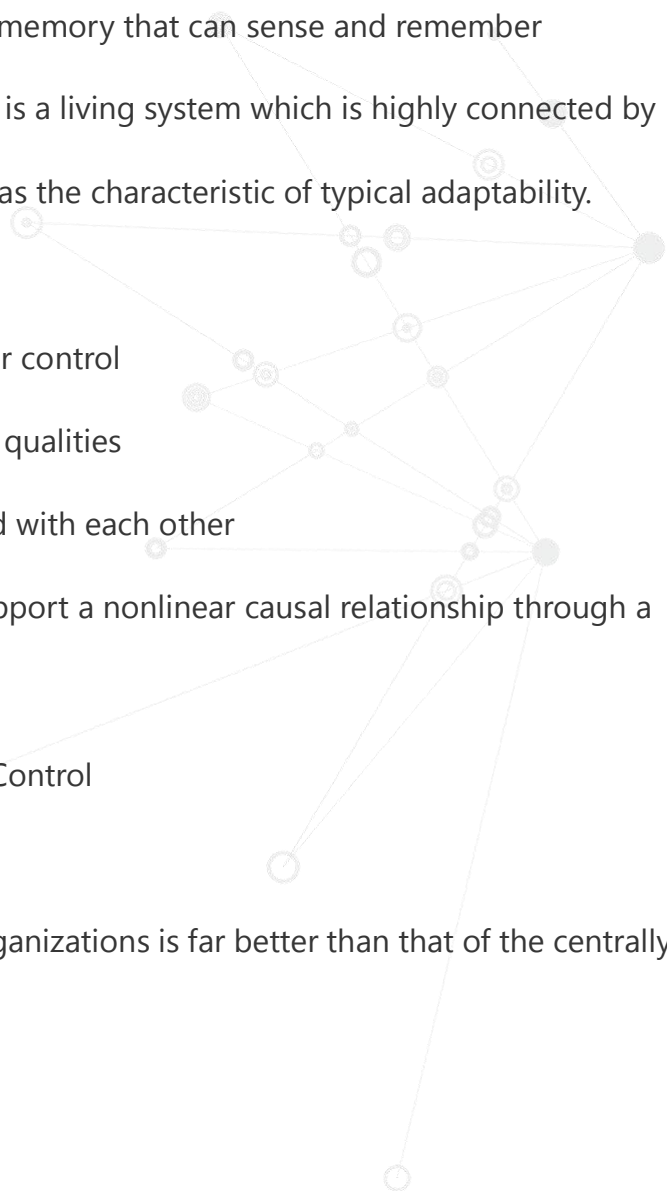 memory that can sense and remember
is a living system which is highly connected by
as the characteristic of typical adaptability.
r control
qualities
d with each other
pport a nonlinear causal relationship through a
Control
ganizations is far better than that of the centrally